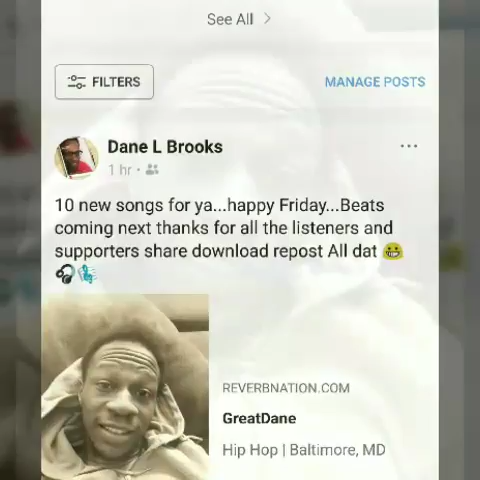 See All >
FILTERS
MANAGE POSTS
Dane L Brooks
1 hr ·
10 new songs for ya...happy Friday...Beats
coming next thanks for all the listeners and
supporters share download repost All dat 😁
🎧
REVERBNATION.COM
GreatDane
Hip Hop | Baltimore, MD